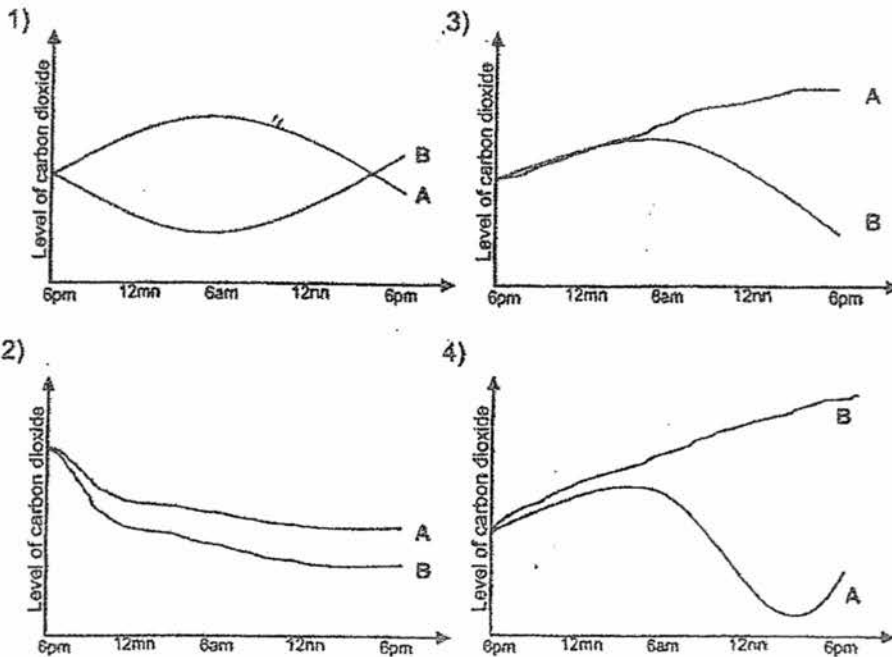 1)
Level of carbon dioxide
B
A
6pm 12mn 6am 12nn 6pm
2)
Level of carbon dioxide
A
B
6pm 12mn 6am 12nn 6pm
3)
Level of carbon dioxide
A
B
6pm 12mn 6am 12nn 6pm
4)
Level of carbon dioxide
B
A
6pm 12mn 6am 12nn 6pm